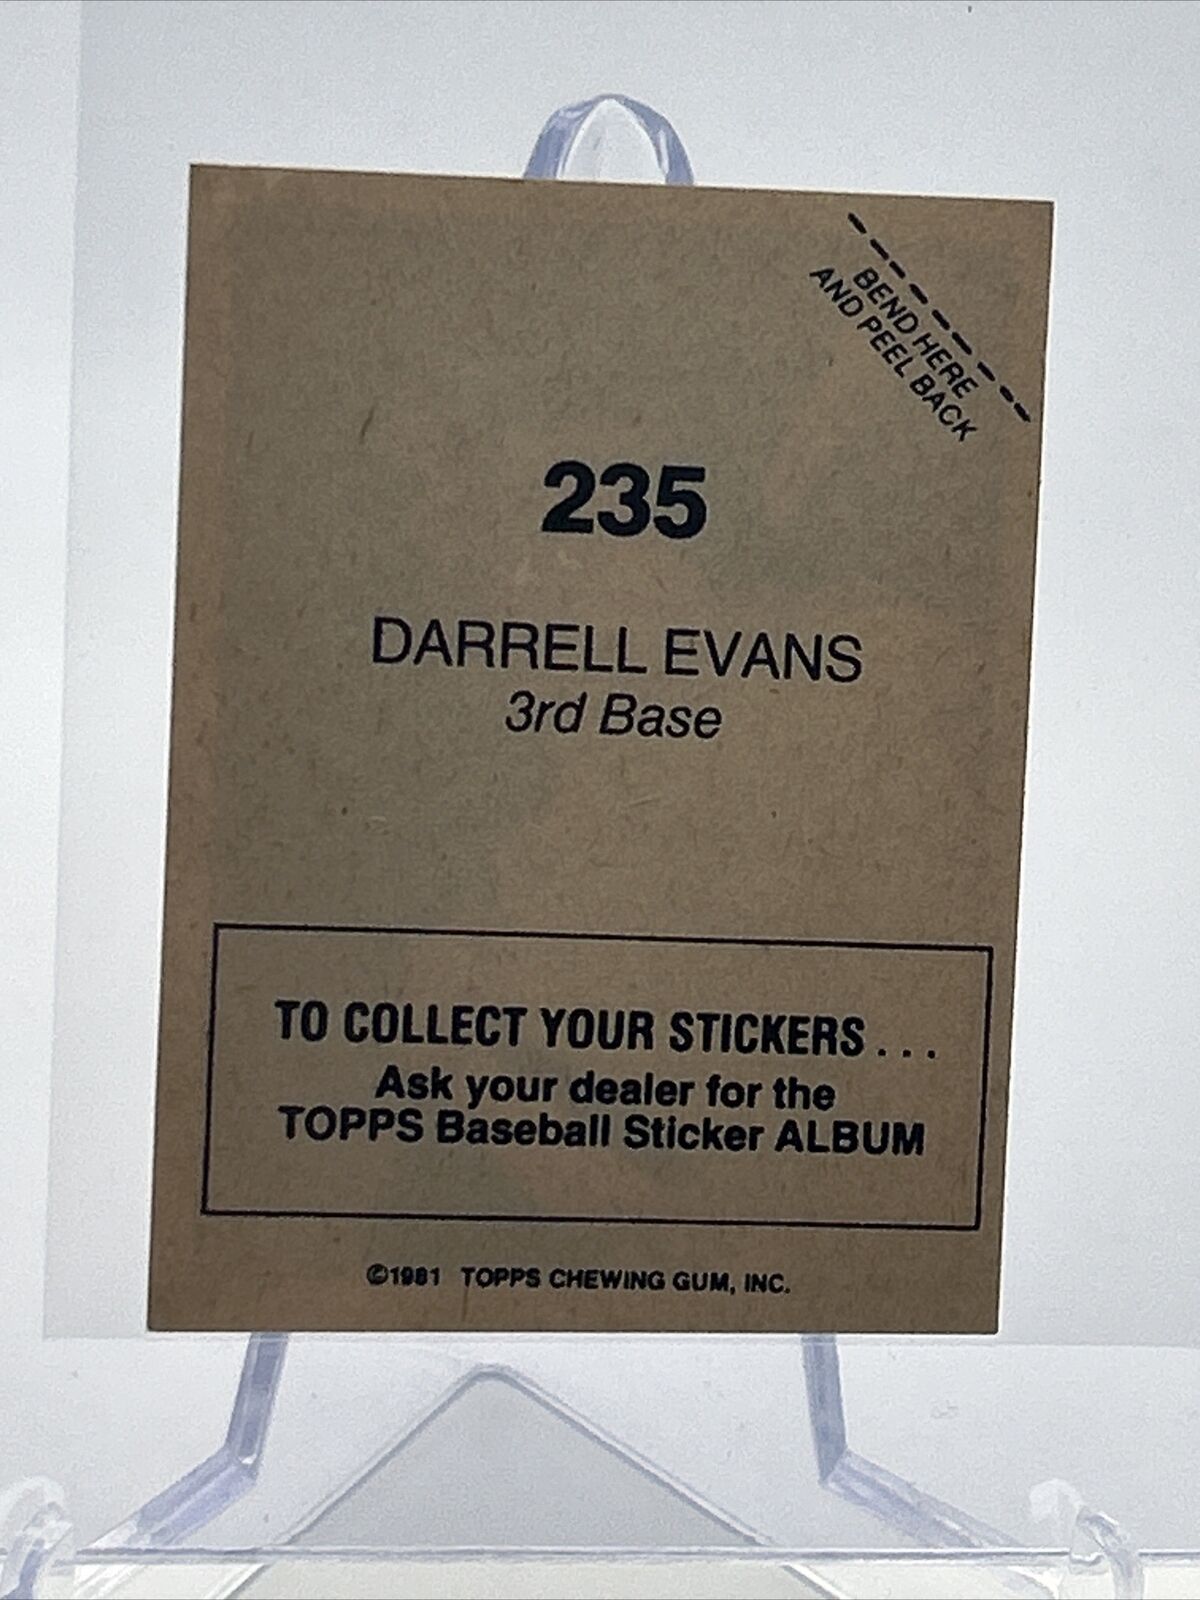 BEND HERE
AND PEEL BACK
235
DARRELL EVANS
3rd Base
TO COLLECT YOUR STICKERS...
Ask your dealer for the
TOPPS Baseball Sticker ALBUM
©1981 TOPPS CHEWING GUM, INC.